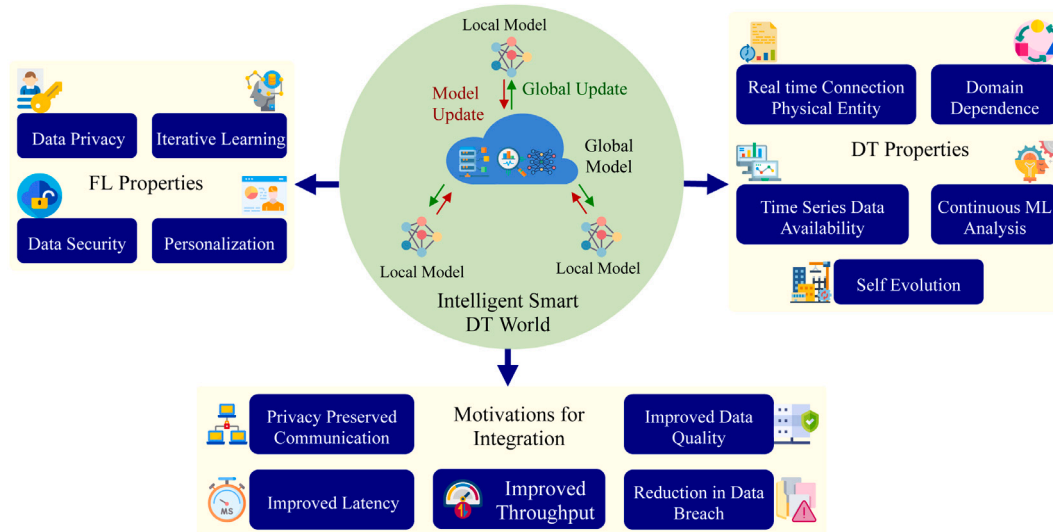 Local Model
Model
Update
Global Update
Global
Model
Local Model
Local Model
Intelligent Smart
DT World
Data Privacy
Iterative Learning
FL Properties
Data Security
Personalization
Real time Connection
Physical Entity
Domain
Dependence
DT Properties
Time Series Data
Availability
Continuous ML
Analysis
Self Evolution
Privacy Preserved
Communication
Motivations for
Integration
Improved Data
Quality
MS
Improved Latency
Improved
Throughput
Reduction in Data
Breach